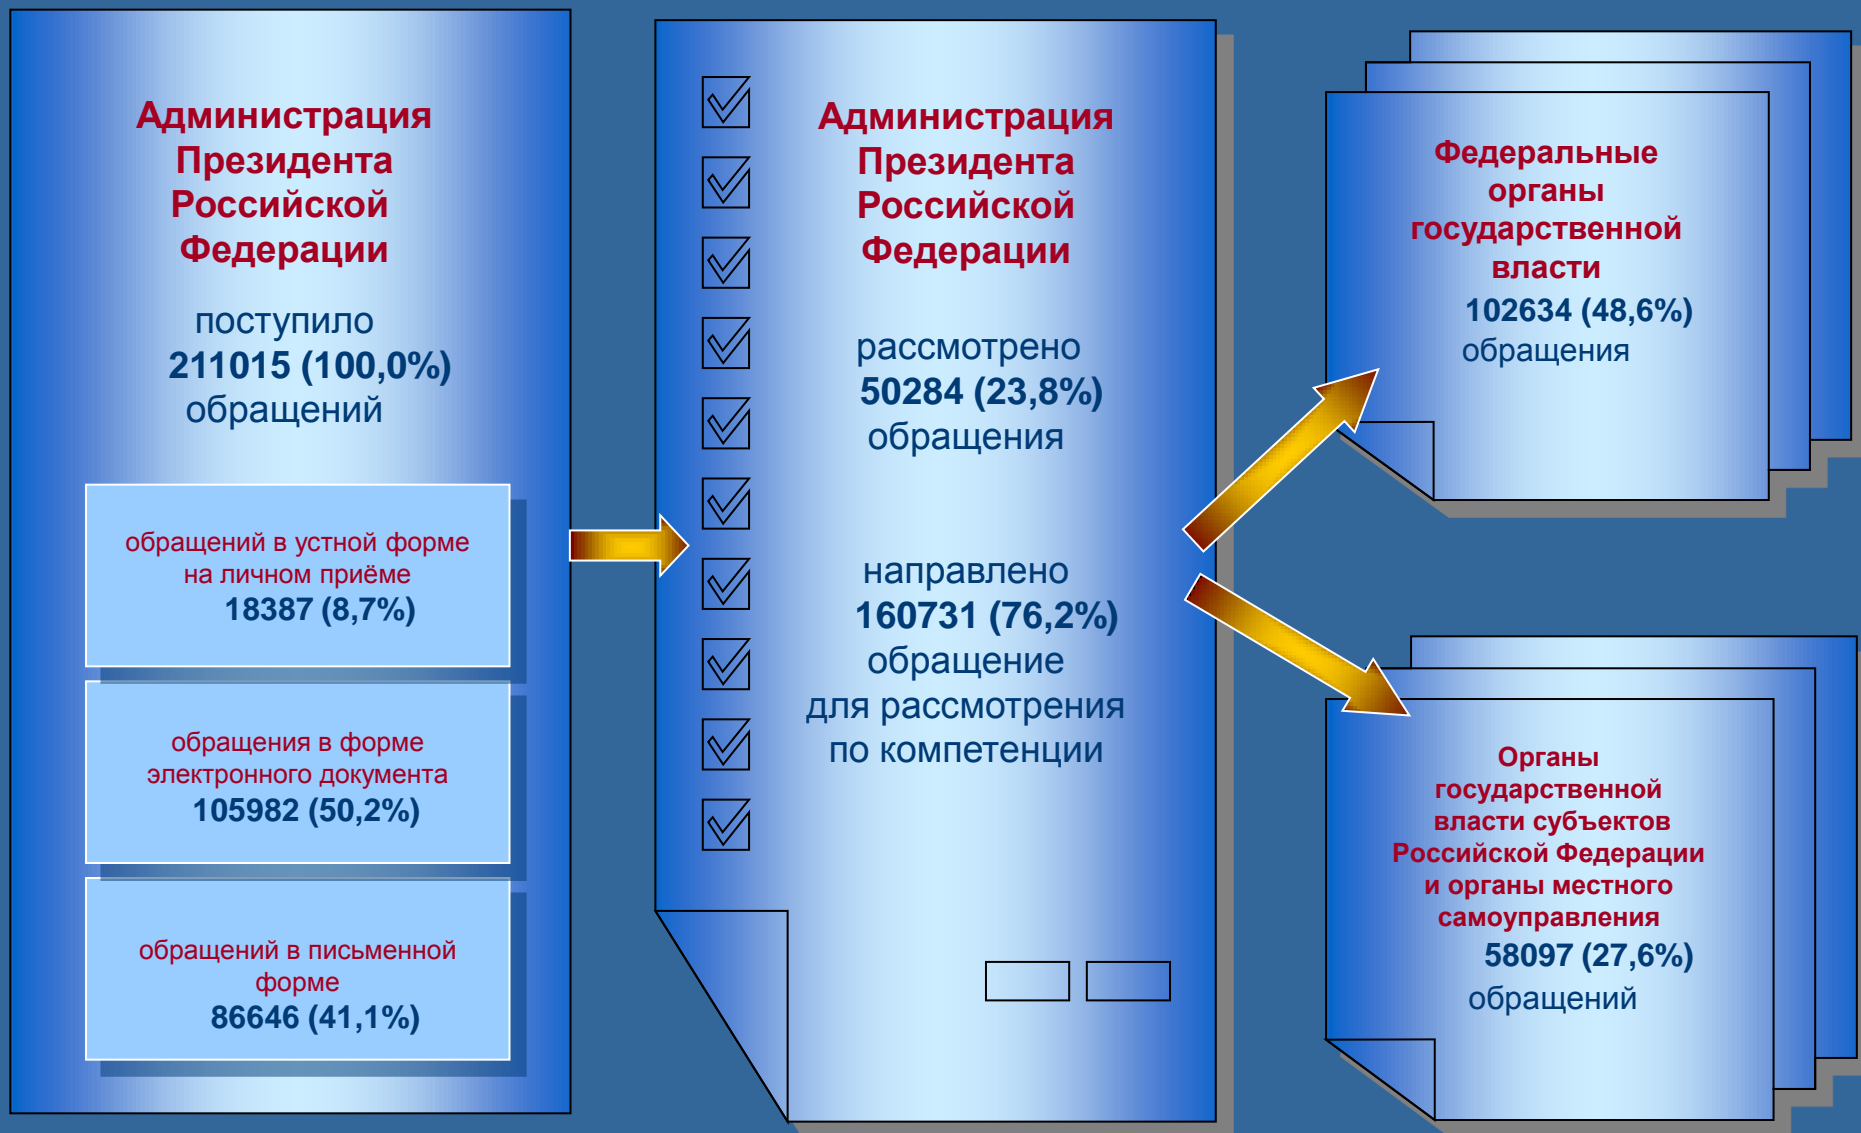 Администрация
Президента
Российской
Федерации
поступило
211015 (100,0%)
обращений
обращений в устной форме
на личном приёме
18387 (8,7%)
обращения в форме
электронного документа
105982 (50,2%)
обращений в письменной
форме
86646 (41,1%)
Администрация
Президента
Российской
Федерации
рассмотрено
50284 (23,8%)
обращения
направлено
160731 (76,2%)
обращение
для рассмотрения
по компетенции
Федеральные
органы
государственной
власти
102634 (48,6%)
обращения
Органы
государственной
власти субъектов
Российской Федерации
и органы местного
самоуправления
58097 (27,6%)
обращений